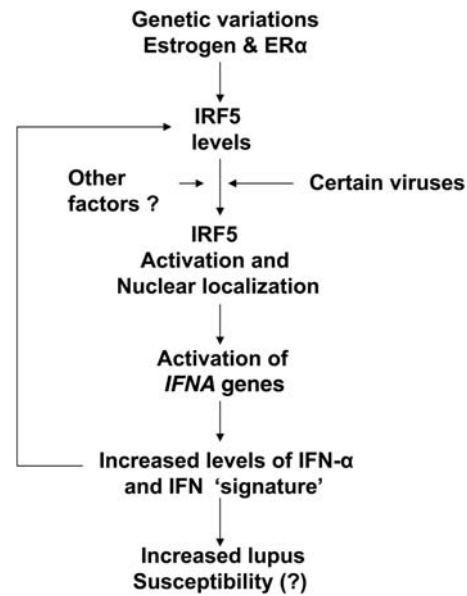 Genetic variations
Estrogen & ERα
IRF5
levels
Other
factors ?
Certain viruses
IRF5
Activation and
Nuclear localization
Activation of
IFNA genes
Increased levels of IFN-α
and IFN 'signature'
Increased lupus
Susceptibility (?)